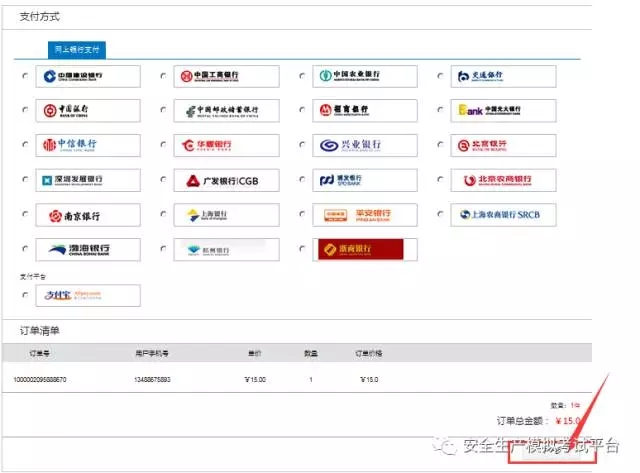 支付方式
网上银行支付
中国建设银行 中国工商银行 中国农业银行 交通银行
中国银行 中国邮政储蓄银行 招商银行 Bank 中国光大银行
中信银行 华夏银行 兴业银行 北京银行
深圳发展银行 广发银行|CGB 浦发银行 SPD BANK 北京农商银行
南京银行 上海银行 平安银行 上海农商银行 SRCB
渤海银行 杭州银行 浙商银行
支付平台
支付宝
订单清单
订单号 用户手机号 单价 数量 订单价格
1000002095888670 13488675893 ￥15.00 1 ￥15.0
数量：1件
订单总金额：￥15.0
安全生产模拟考试平台